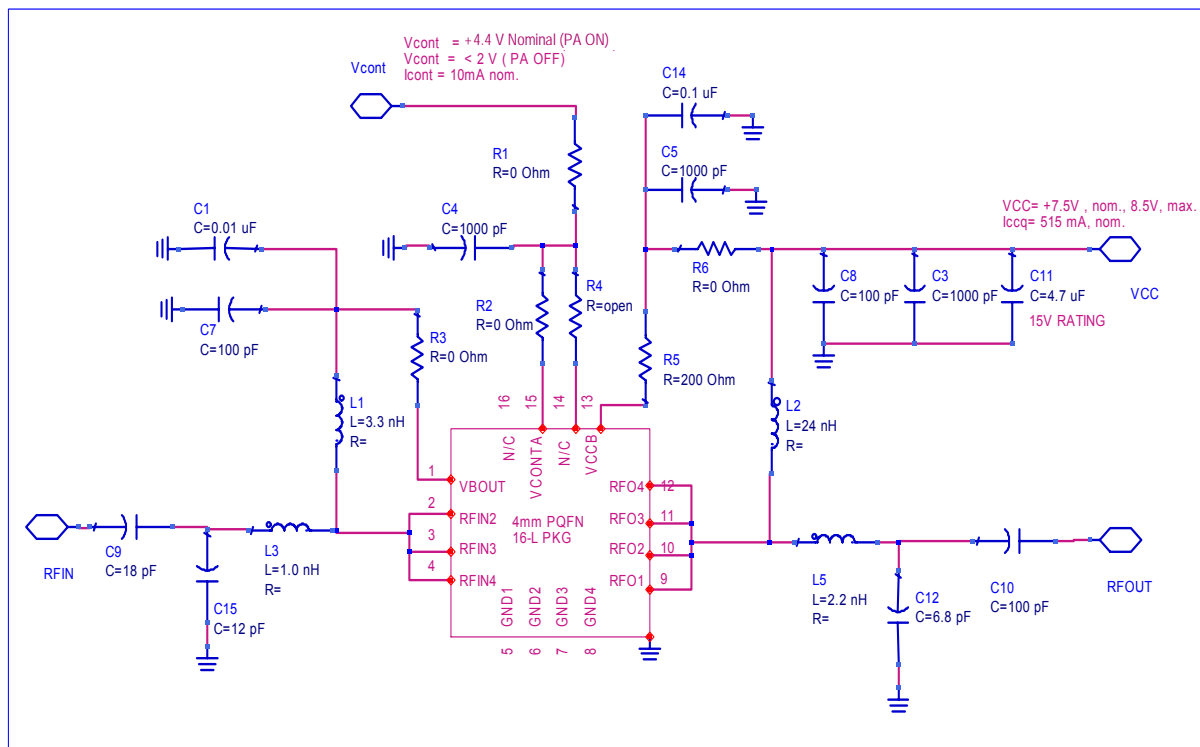 Vcont = +4.4 V Nominal (PA ON)
Vcont = < 2 V ( PA OFF)
Icont = 10mA nom.
Vcont
C14
C=0.1 uF
R1
R=0 Ohm
C5
C=1000 pF
VCC= +7.5V , nom., 8.5V, max.
Iccq= 515 mA, nom.
C1
C=0.01 uF
C4
C=1000 pF
R6
R=0 Ohm
C8
C=100 pF
C3
C=1000 pF
C11
C=4.7 uF
15V RATING
VCC
R4
R=open
R2
R=0 Ohm
C7
C=100 pF
R3
R=0 Ohm
R5
R=200 Ohm
L1
L=3.3 nH
R=
L2
L=24 nH
R=
16
15
14
13
N/C
VCONTA
N/C
VCCB
1
VBOUT
2
RFIN2
3
RFIN3
4
RFIN4
4mm PQFN
16-L PKG
RFO4
12
RFO3
11
RFO2
10
RFO1
9
GND1
GND2
GND3
GND4
5
6
7
8
RFIN
C9
C=18 pF
L3
L=1.0 nH
R=
C15
C=12 pF
L5
L=2.2 nH
R=
C12
C=6.8 pF
C10
C=100 pF
RFOUT